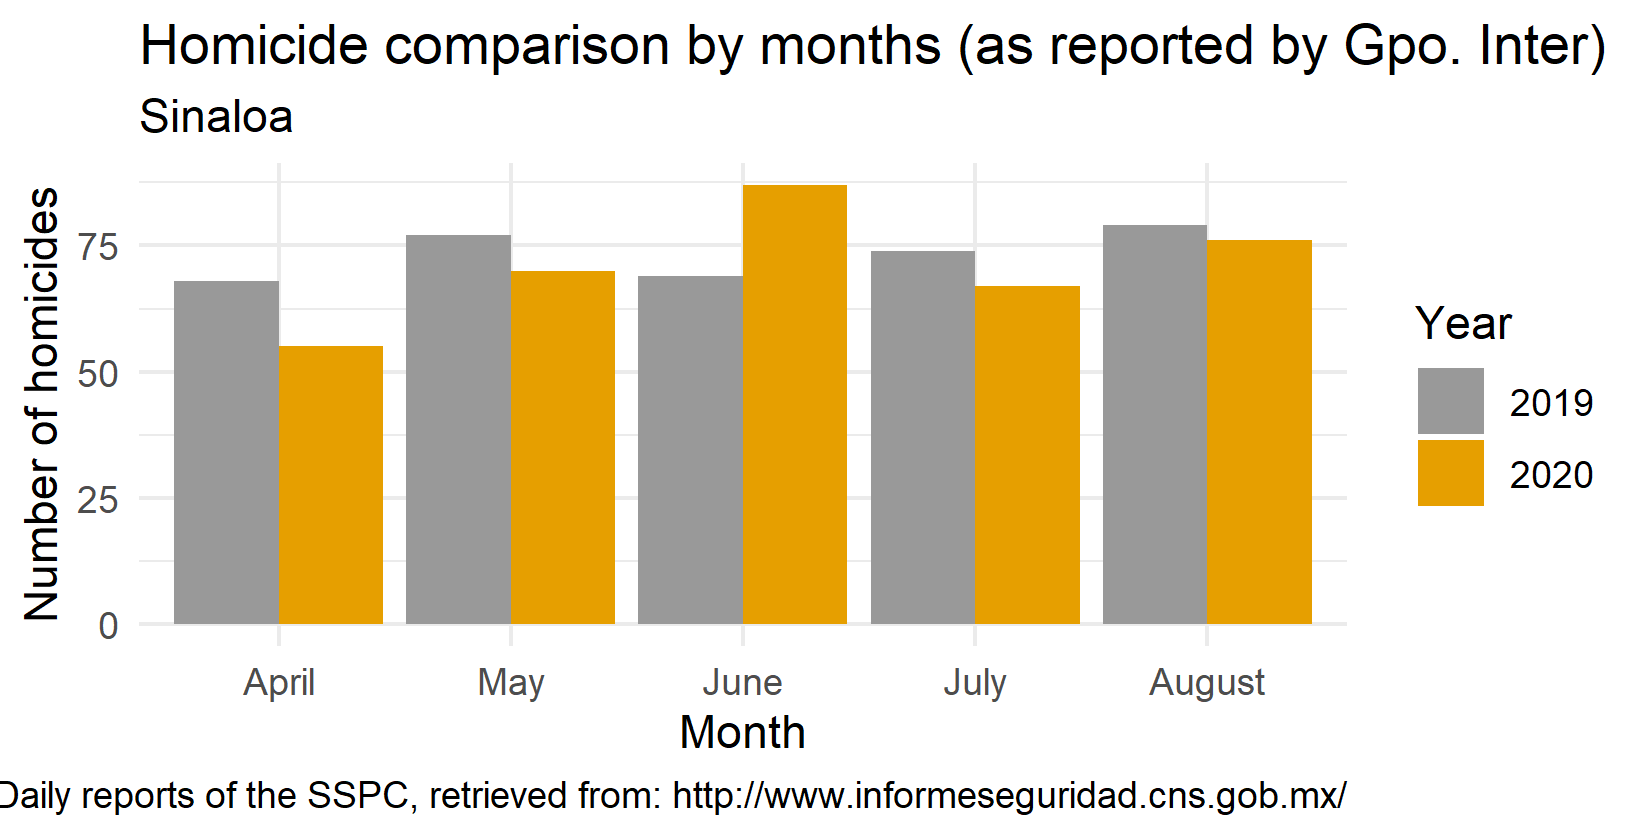 Homicide comparison by months (as reported by Gpo. Inter)
Sinaloa
Number of homicides
75
50
25
0
April May June July August
Month
Year
2019
2020
Daily reports of the SSPC, retrieved from: http://www.informeseguridad.cns.gob.mx/